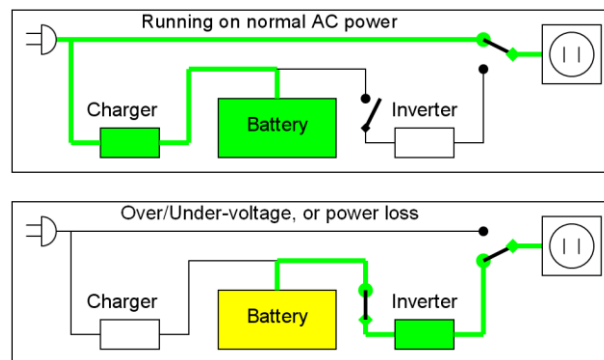 Running on normal AC power
Charger
Battery
Inverter
Over/Under-voltage, or power loss
Charger
Battery
Inverter